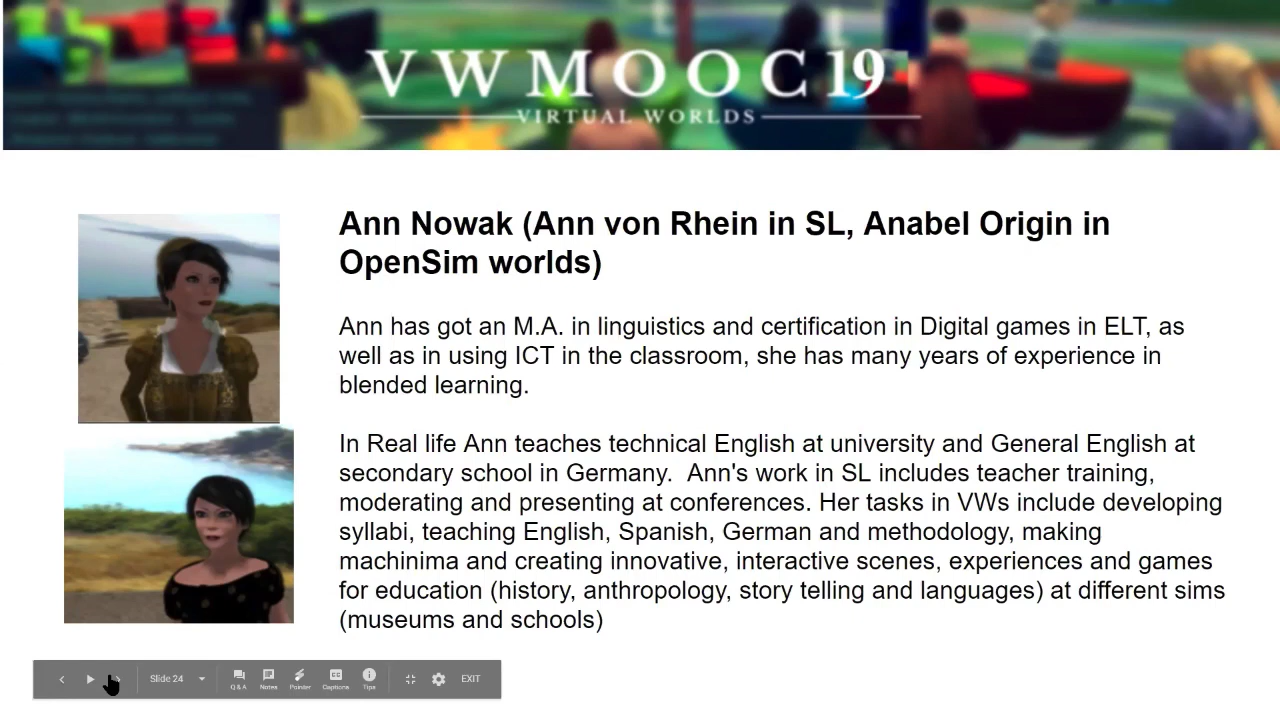 VWMOOC19
VIRTUAL WORLDS
Ann Nowak (Ann von Rhein in SL, Anabel Origin in
OpenSim worlds)
Ann has got an M.A. in linguistics and certification in Digital games in ELT, as
well as in using ICT in the classroom, she has many years of experience in
blended learning.
In Real life Ann teaches technical English at university and General English at
secondary school in Germany.  Ann's work in SL includes teacher training,
moderating and presenting at conferences. Her tasks in VWs include developing
syllabi, teaching English, Spanish, German and methodology, making
machinima and creating innovative, interactive scenes, experiences and games
for education (history, anthropology, story telling and languages) at different sims
(museums and schools)
Slide 24 Q&A Notes Pointer Captions Tips EXIT